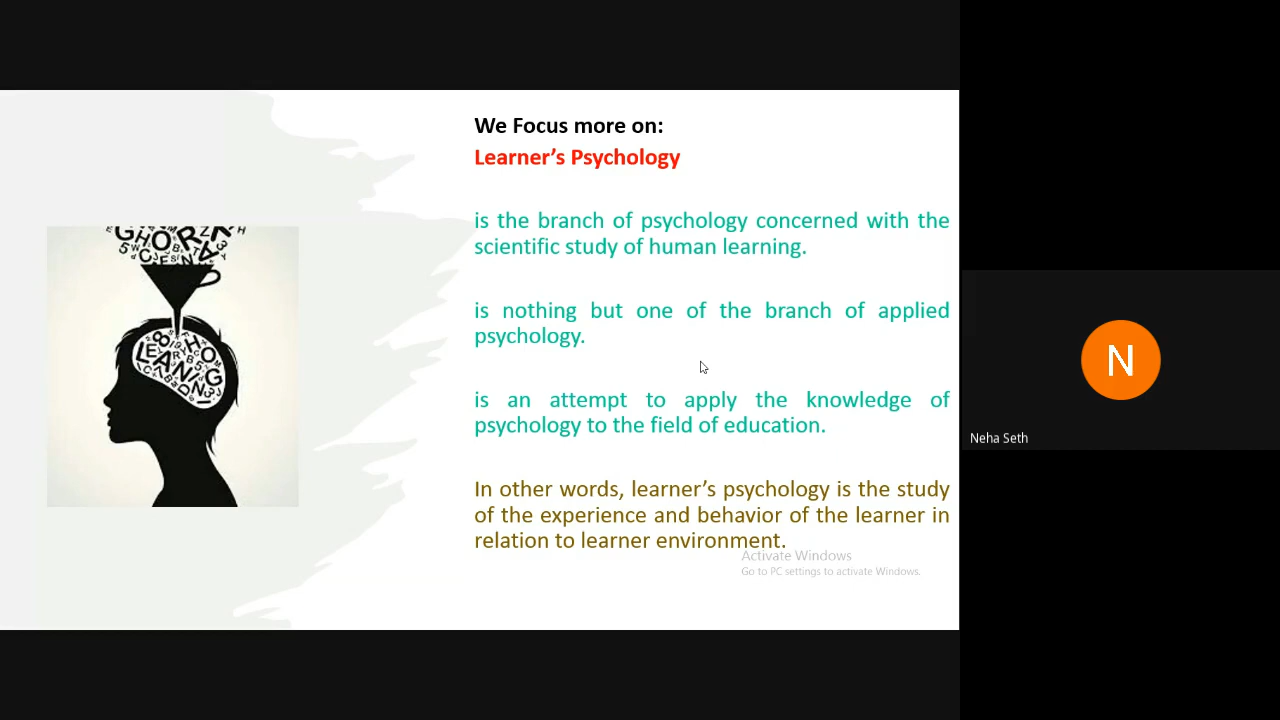 We Focus more on:
Learner's Psychology
is the branch of psychology concerned with the
scientific study of human learning.
is nothing but one of the branch of applied
psychology.
is an attempt to apply the knowledge of
psychology to the field of education.
In other words, learner's psychology is the study
of the experience and behavior of the learner in
relation to learner environment.
Activate Windows
Go to PC settings to activate Windows.
N
Neha Seth